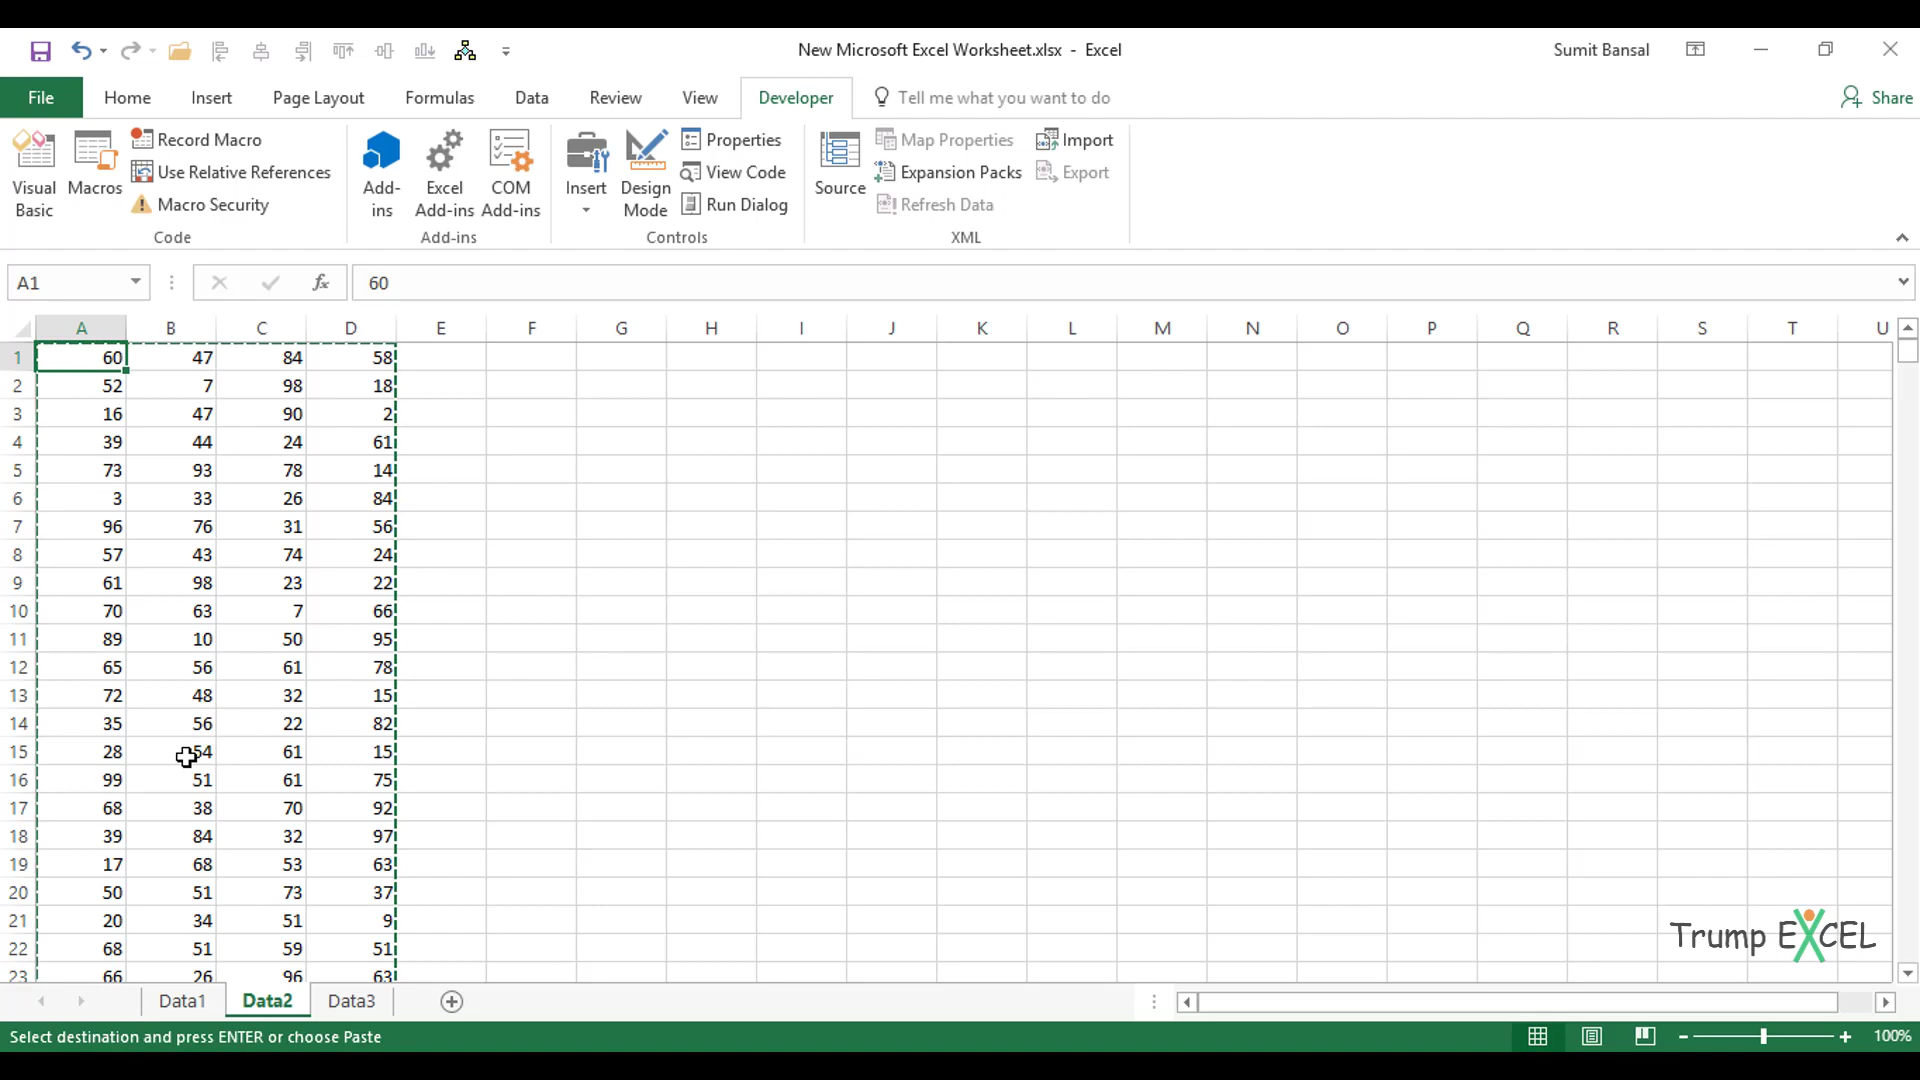 New Microsoft Excel Worksheet.xlsx - Excel
Sumit Bansal
File Home Insert Page Layout Formulas Data Review View Developer Tell me what you want to do Share
Visual Basic
Macros
Record Macro
Use Relative References
Macro Security
Code
Add-ins
Excel Add-ins
COM Add-ins
Add-ins
Insert
Design Mode
Properties
View Code
Run Dialog
Controls
Source
Map Properties
Expansion Packs
Refresh Data
Import
Export
XML
A1 fx 60
A B C D E F G H I J K L M N O P Q R S T U
1 60 47 84 58
2 52 7 98 18
3 16 47 90 2
4 39 44 24 61
5 73 93 78 14
6 3 33 26 84
7 96 76 31 56
8 57 43 74 24
9 61 98 23 22
10 70 63 7 66
11 89 10 50 95
12 65 56 61 78
13 72 48 32 15
14 35 56 22 82
15 28 54 61 15
16 99 51 61 75
17 68 38 70 92
18 39 84 32 97
19 17 68 53 63
20 50 51 73 37
21 20 34 51 9
22 68 51 59 51
23 66 26 96 63
Trump EXCEL
Data1 Data2 Data3
Select destination and press ENTER or choose Paste
100%